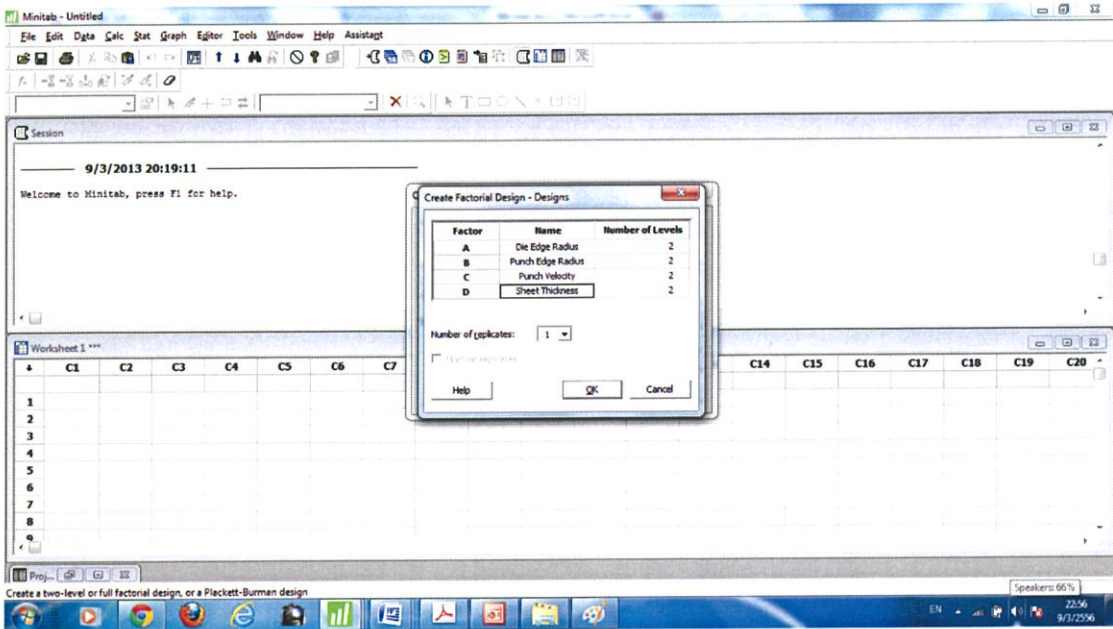 Minitab - Untitled
File Edit Data Calc Stat Graph Editor Tools Window Help Assistant
Session
9/3/2013 20:19:11
Welcome to Minitab, press F1 for help.
Create Factorial Design - Designs
Factor Name Number of Levels
A Die Edge Radius 2
B Punch Edge Radius 2
C Punch Velocity 2
D Sheet Thickness 2
Number of replicates: 1
Help OK Cancel
Worksheet 1 ***
C1 C2 C3 C4 C5 C6 C7 C14 C15 C16 C17 C18 C19 C20
1
2
3
4
5
6
7
8
9
Proj...
Create a two-level or full factorial design, or a Plackett-Burman design
Speakers: 66%
EN
22:56
9/3/2556